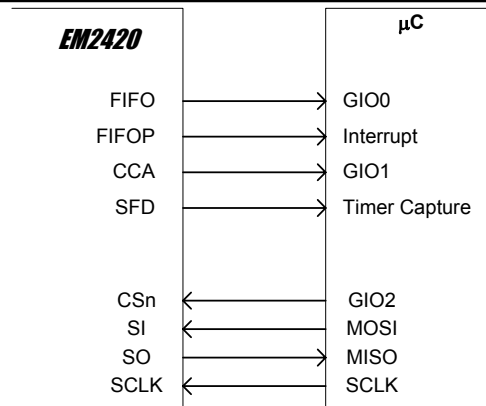 EM2420 μC
FIFO GIO0
FIFOP Interrupt
CCA GIO1
SFD Timer Capture
CSn GIO2
SI MOSI
SO MISO
SCLK SCLK